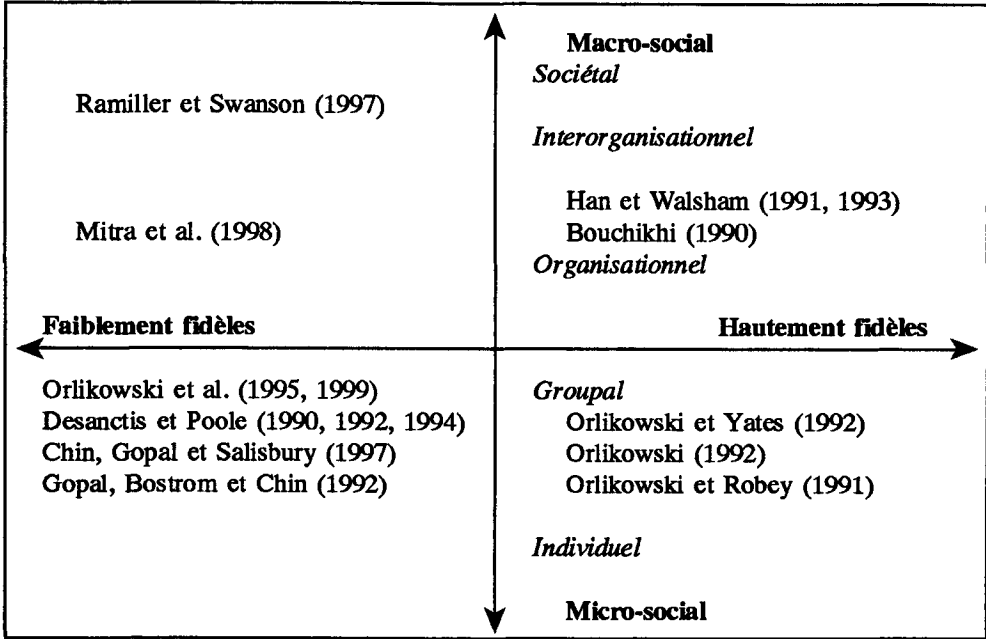 Macro-social
Sociétal
Ramiller et Swanson (1997)
Interorganisationnel
Han et Walsham (1991, 1993)
Mitra et al. (1998)
Bouchikhi (1990)
Organisationnel
Faiblement fidèles
Hautement fidèles
Orlikowski et al. (1995, 1999)
Desanctis et Poole (1990, 1992, 1994)
Chin, Gopal et Salisbury (1997)
Gopal, Bostrom et Chin (1992)
Groupal
Orlikowski et Yates (1992)
Orlikowski (1992)
Orlikowski et Robey (1991)
Individuel
Micro-social